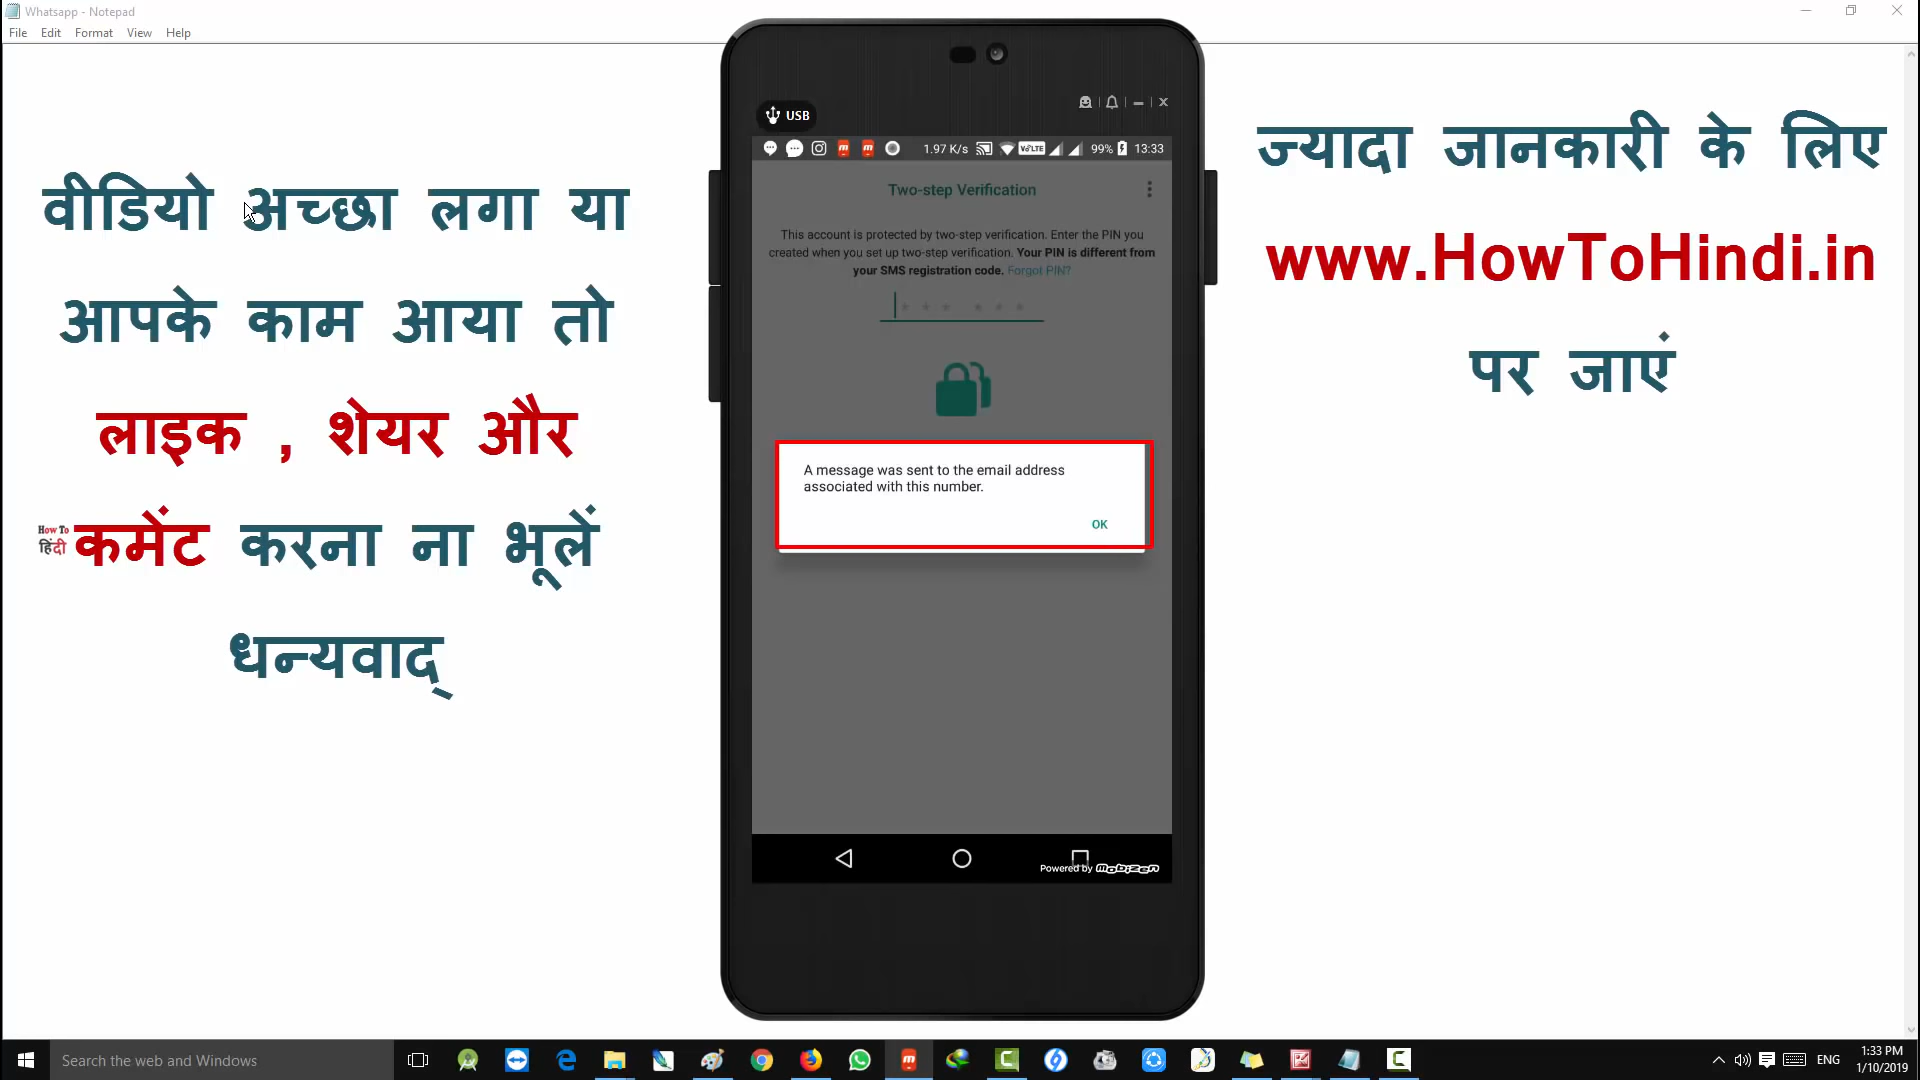 Whatsapp - Notepad
File Edit Format View Help
वीडियो अच्छा लगा या
आपके काम आया तो
लाइक , शेयर और
कमेंट करना ना भूलें
धन्यवाद्
How To
हिंदी
USB
1.97 K/s VoLTE 99% 13:33
Two-step Verification
This account is protected by two-step verification. Enter the PIN you
created when you set up two-step verification. Your PIN is different from
your SMS registration code. Forgot PIN?
A message was sent to the email address
associated with this number.
OK
Powered by mobizen
ज्यादा जानकारी के लिए
www.HowToHindi.in
पर जाएं
Search the web and Windows
ENG
1:33 PM
1/10/2019